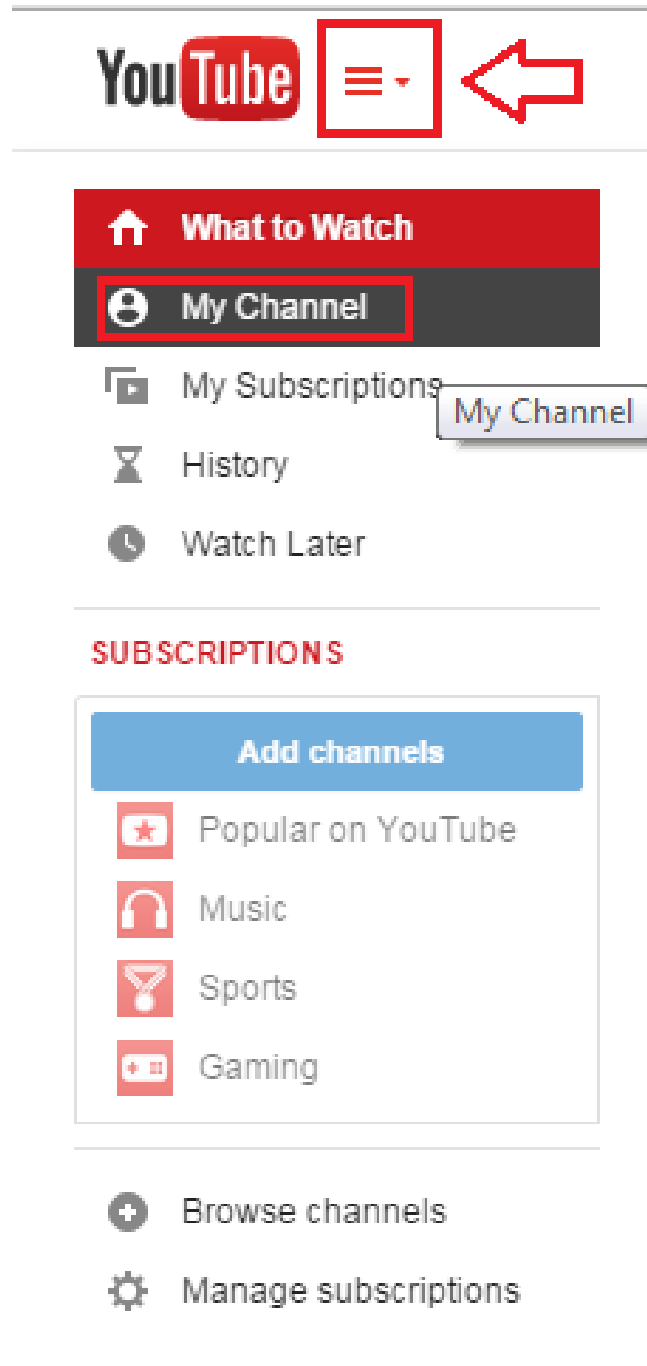 YouTube
What to Watch
My Channel
My Subscriptions
My Channel
History
Watch Later
SUBSCRIPTIONS
Add channels
Popular on YouTube
Music
Sports
Gaming
Browse channels
Manage subscriptions